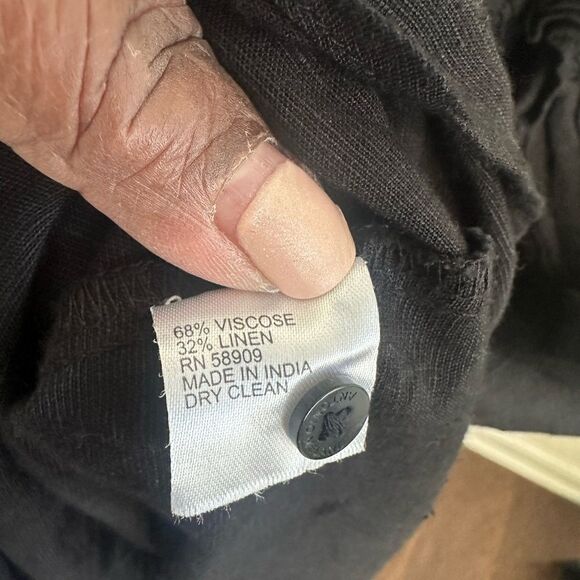 68% VISCOSE
32% LINEN
RN 58909
MADE IN INDIA
DRY CLEAN